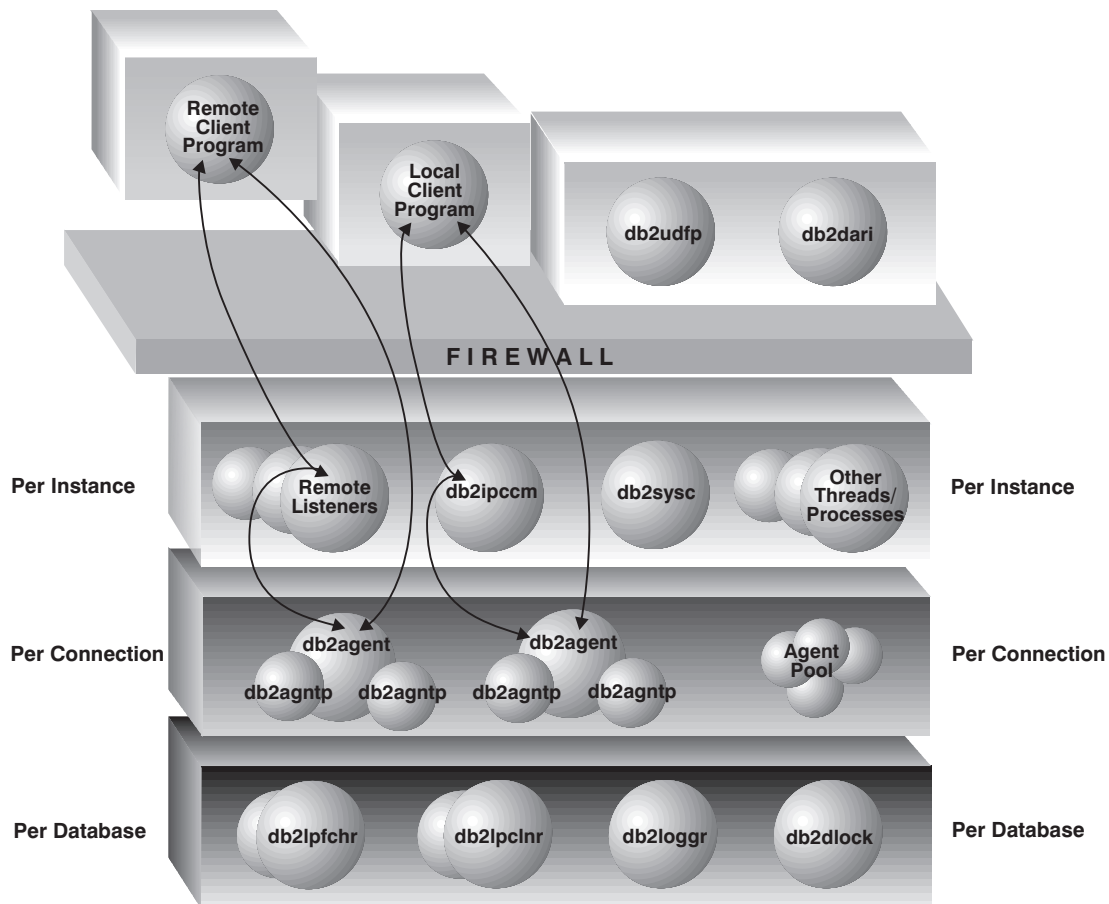 Remote
Client
Program
Local
Client
Program
db2udfp
db2dari
FIREWALL
Per Instance
Remote
Listeners
db2ipccm
db2sysc
Other
Threads/
Processes
Per Instance
Per Connection
db2agent
db2agntp
db2agntp
db2agent
db2agntp
db2agntp
Agent
Pool
Per Connection
Per Database
db2lpfchr
db2lpclnr
db2loggr
db2dlock
Per Database